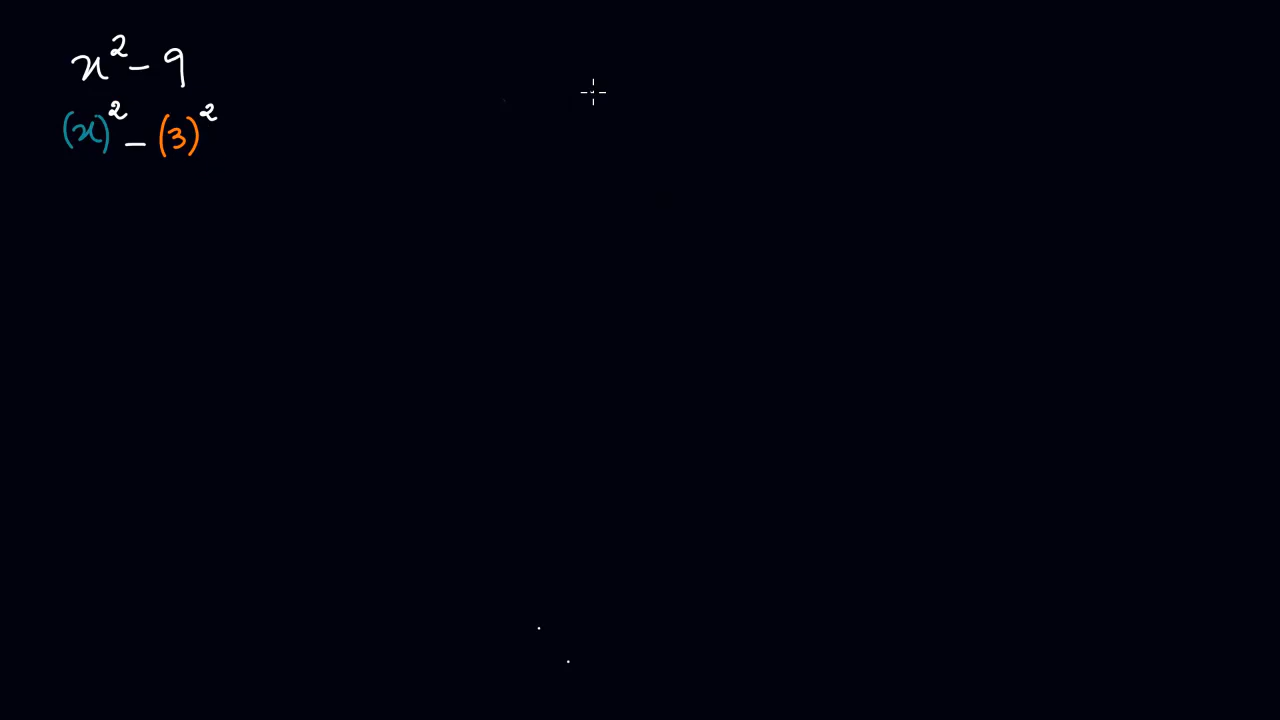 x² - 9
(x)² - (3)²